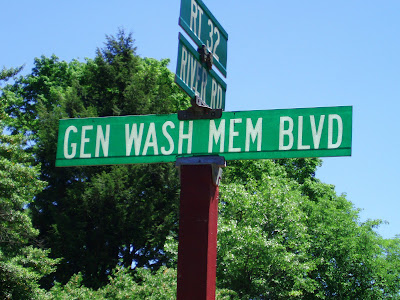 RT 32
RIVER RD
GEN WASH MEM BLVD